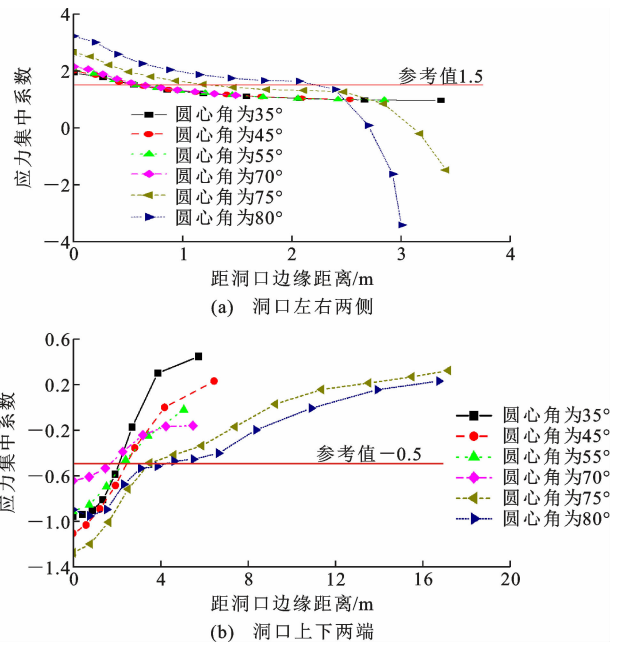 4
2
0
−2
−4
应力集中系数
参考值1.5
圆心角为35°
圆心角为45°
圆心角为55°
圆心角为70°
圆心角为75°
圆心角为80°
0 1 2 3 4
距洞口边缘距离/m
(a) 洞口左右两侧
0.6
0.2
−0.2
−0.6
−1.0
−1.4
应力集中系数
参考值−0.5
圆心角为35°
圆心角为45°
圆心角为55°
圆心角为70°
圆心角为75°
圆心角为80°
0 4 8 12 16 20
距洞口边缘距离/m
(b) 洞口上下两端